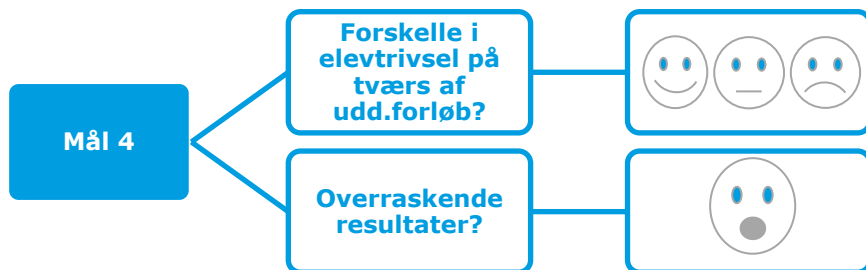 Mål 4
Forskelle i
elevtrivsel på
tværs af
udd.forløb?
Overraskende
resultater?